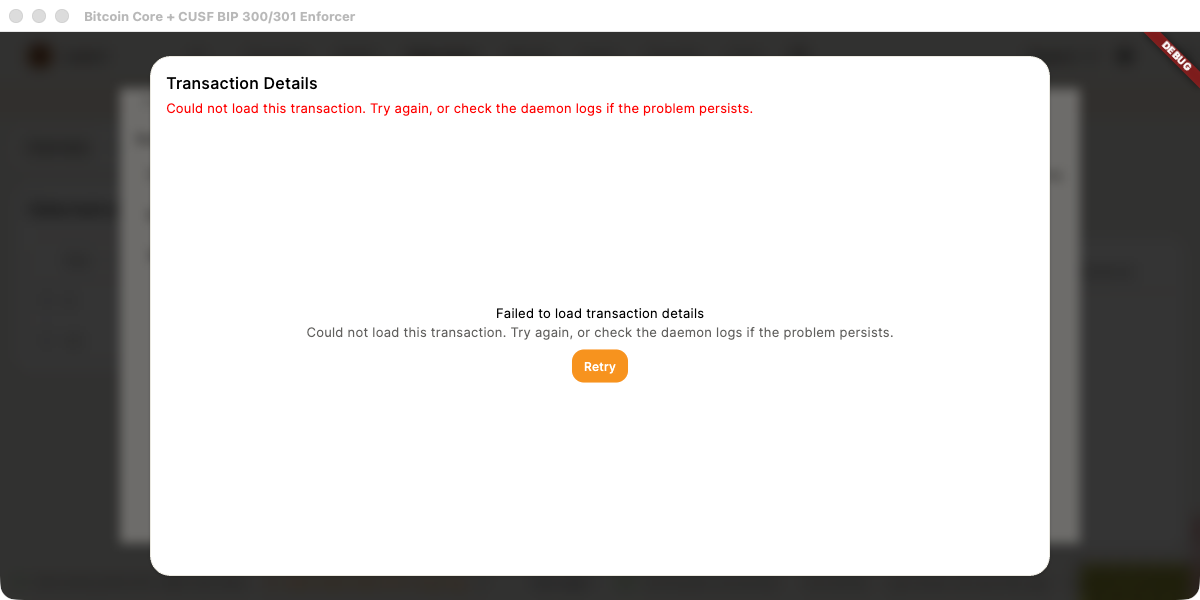 Bitcoin Core + CUSF BIP 300/301 Enforcer
DEBUG
Transaction Details
Could not load this transaction. Try again, or check the daemon logs if the problem persists.
Failed to load transaction details
Could not load this transaction. Try again, or check the daemon logs if the problem persists.
Retry